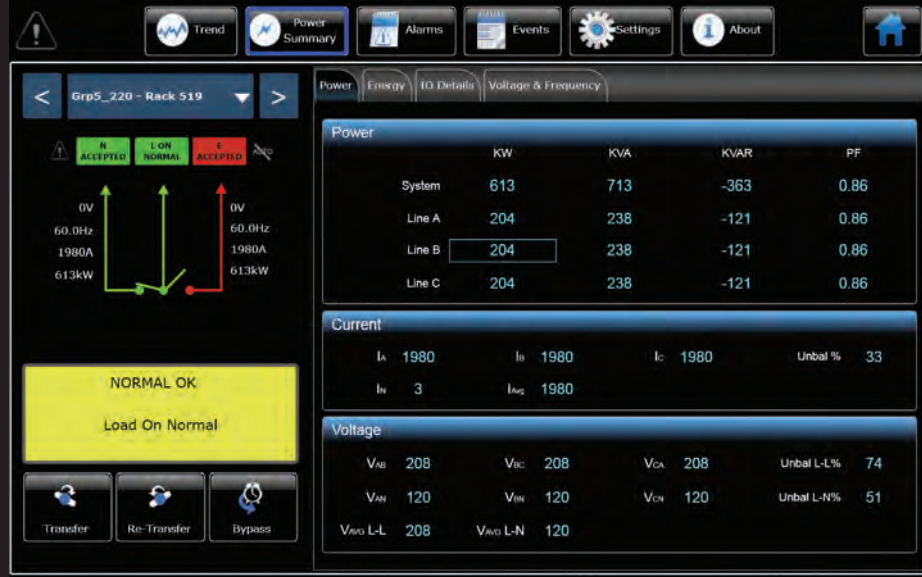 Trend
Power Summary
Alarms
Events
Settings
About
< Grp5_220 - Rack 519 >
N ACCEPTED
L ON NORMAL
E ACCEPTED
AUTO
0V
60.0Hz
1980A
613kW
0V
60.0Hz
1980A
613kW
NORMAL OK
Load On Normal
Transfer
Re-Transfer
Bypass
Power Energy IO Details Voltage & Frequency
Power
KW KVA KVAR PF
System 613 713 -363 0.86
Line A 204 238 -121 0.86
Line B 204 238 -121 0.86
Line C 204 238 -121 0.86
Current
IA 1980 IB 1980 IC 1980 Unbal % 33
IN 3 IAvg 1980
Voltage
VAB 208 VBC 208 VCA 208 Unbal L-L% 74
VAN 120 VBN 120 VCN 120 Unbal L-N% 51
VAVG L-L 208 VAVG L-N 120